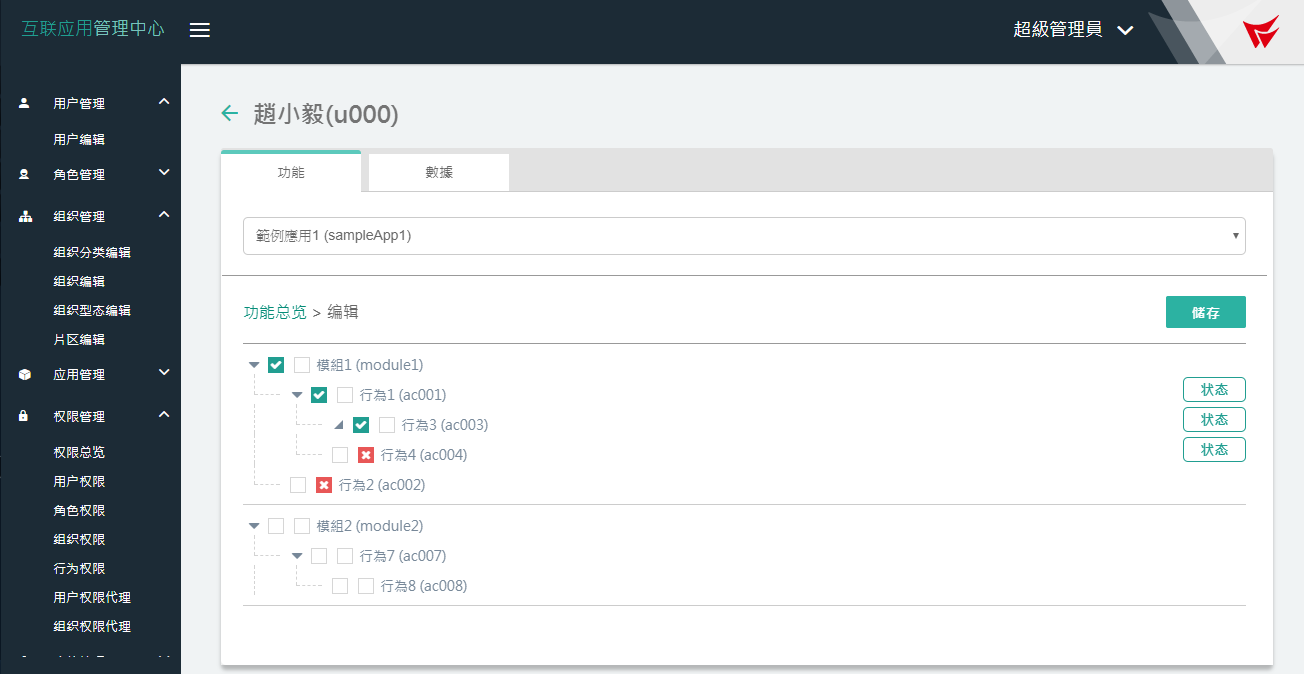 互联应用管理中心
超級管理員
用户管理
用户编辑
角色管理
组织管理
组织分类编辑
组织编辑
组织型态编辑
片区编辑
应用管理
权限管理
权限总览
用户权限
角色权限
组织权限
行为权限
用户权限代理
组织权限代理
趙小毅(u000)
功能 數據
範例應用1 (sampleApp1)
功能总览 > 编辑 储存
模組1 (module1)
行為1 (ac001) 状态
行為3 (ac003) 状态
行為4 (ac004) 状态
行為2 (ac002)
模組2 (module2)
行為7 (ac007)
行為8 (ac008)